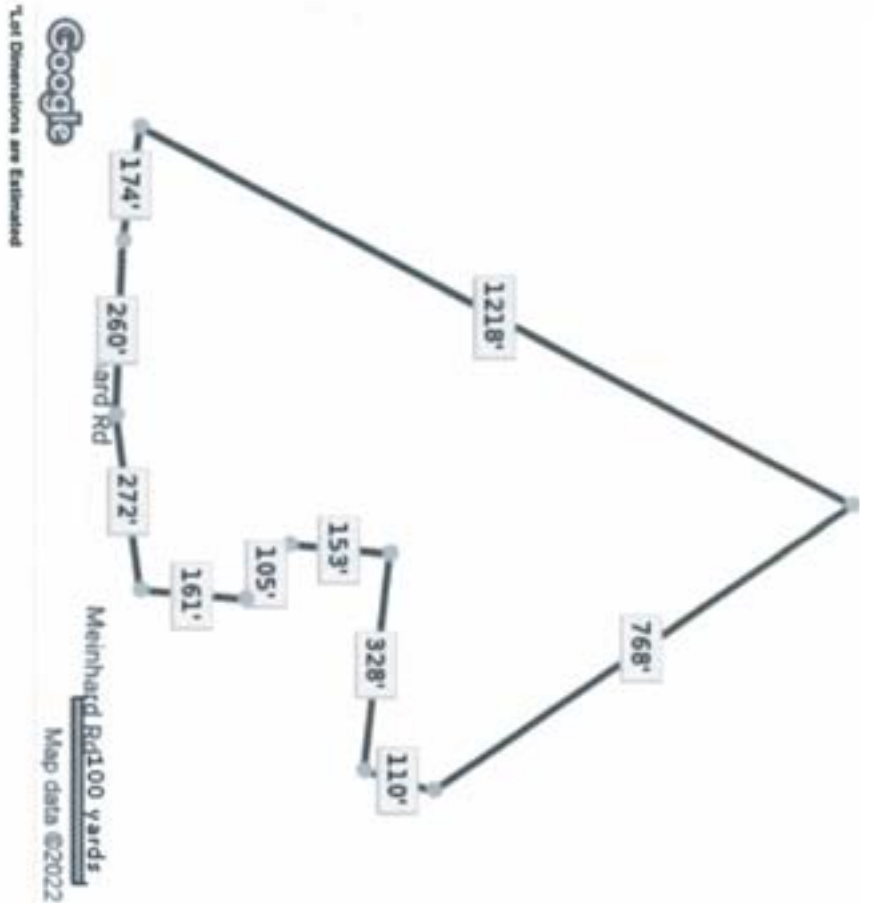 768'
1218'
110'
328'
153'
105'
161'
174'
272'
260'
ard Rd
Meinhard Rd
100 yards
Google
Map data ©2022
*Lot Dimensions are Estimated